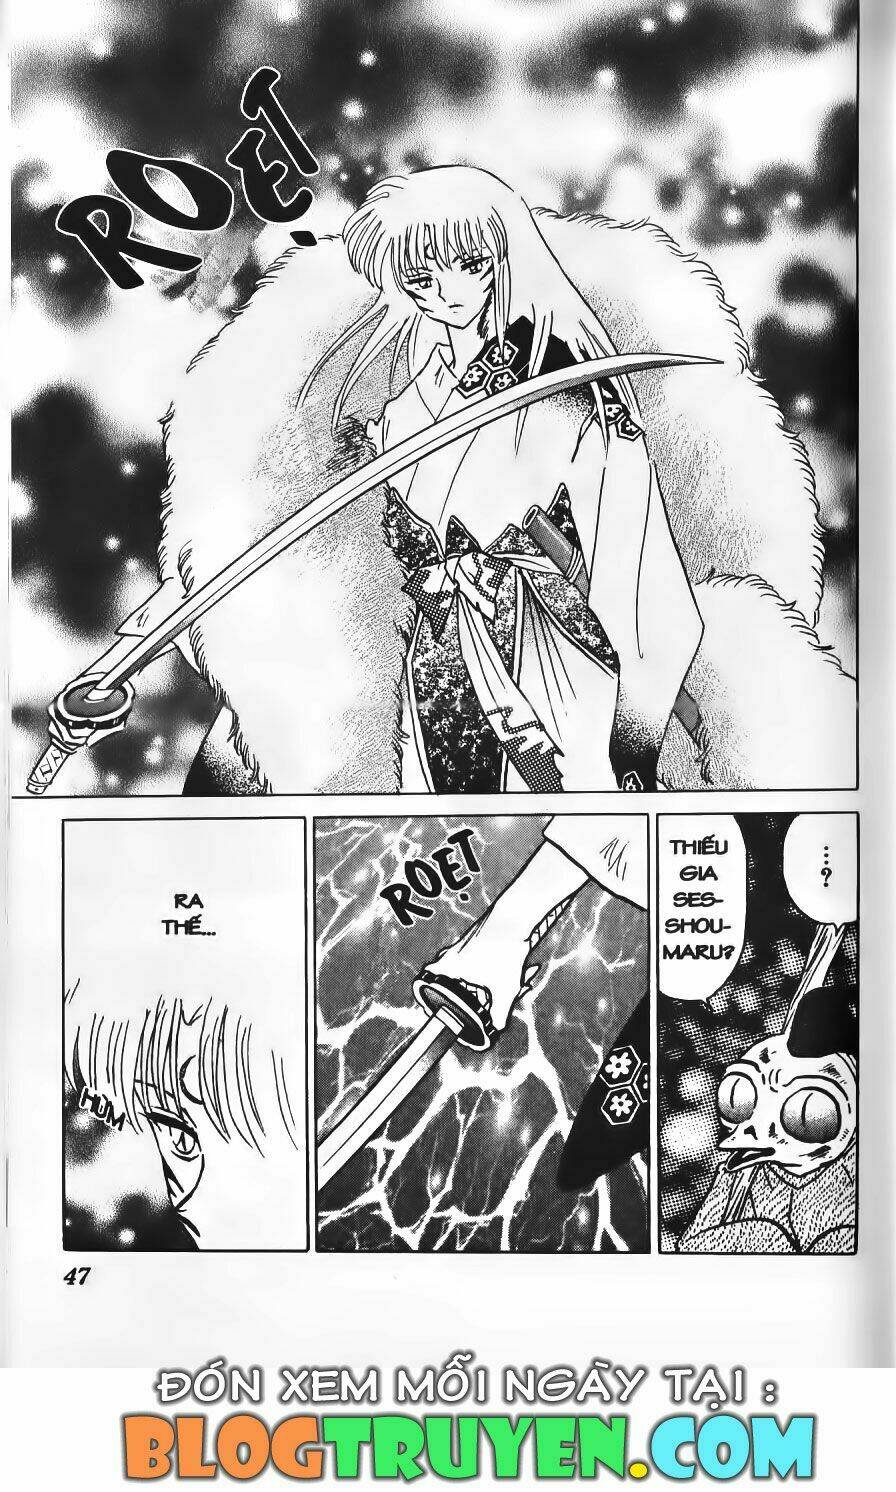 ROẸT
...?
THIẾU
GIA
SES-
SHOU-
MARU?
ROẸT
RA
THẾ...
HỪM
47
ĐÓN XEM MỖI NGÀY TẠI :
BLOGTRUYEN.COM